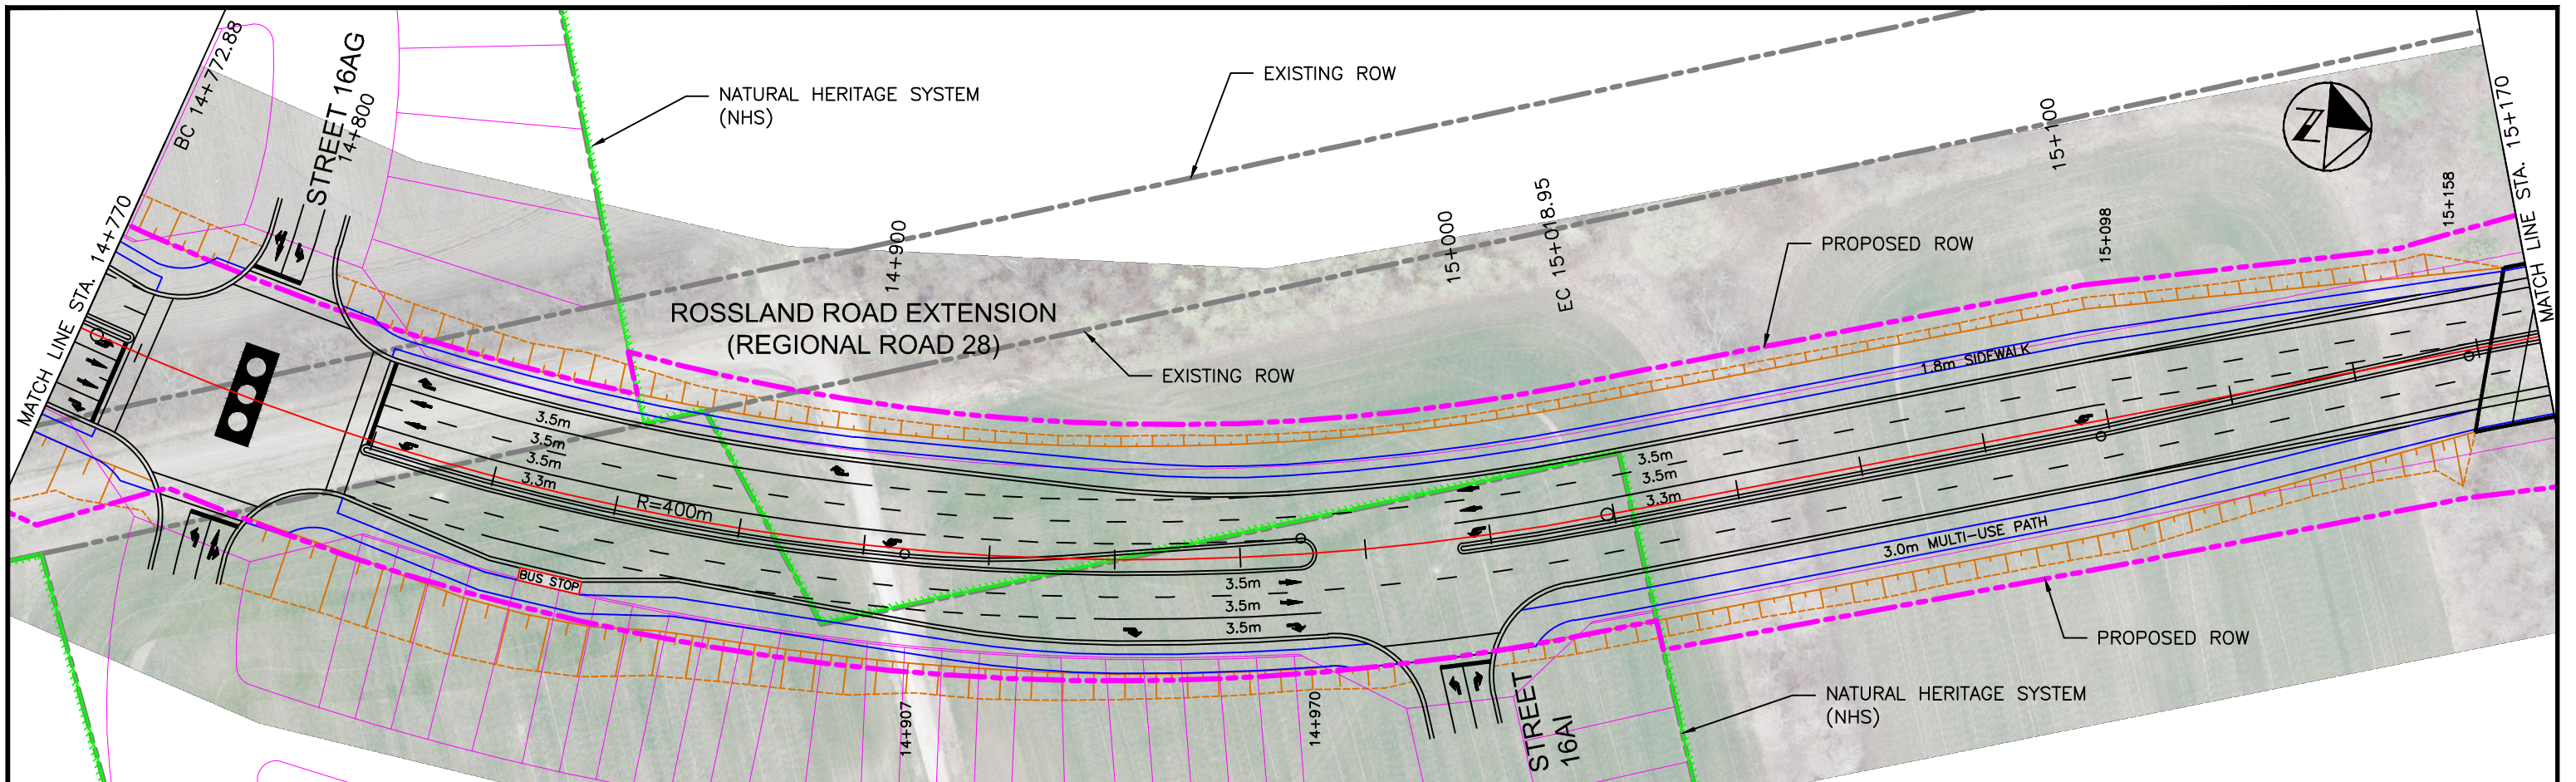 BC 14+772.88
STREET 16AG
14+800
NATURAL HERITAGE SYSTEM
(NHS)
EXISTING ROW
MATCH LINE STA. 14+770
14+900
15+000
EC 15+018.95
15+100
15+098
15+158
MATCH LINE STA. 15+170
N
PROPOSED ROW
ROSSLAND ROAD EXTENSION
(REGIONAL ROAD 28)
EXISTING ROW
1.8m SIDEWALK
3.5m
3.5m
3.5m
3.3m
R=400m
3.5m
3.5m
3.3m
BUS STOP
3.5m
3.5m
3.5m
3.0m MULTI-USE PATH
PROPOSED ROW
14+907
14+970
STREET
16AI
NATURAL HERITAGE SYSTEM
(NHS)